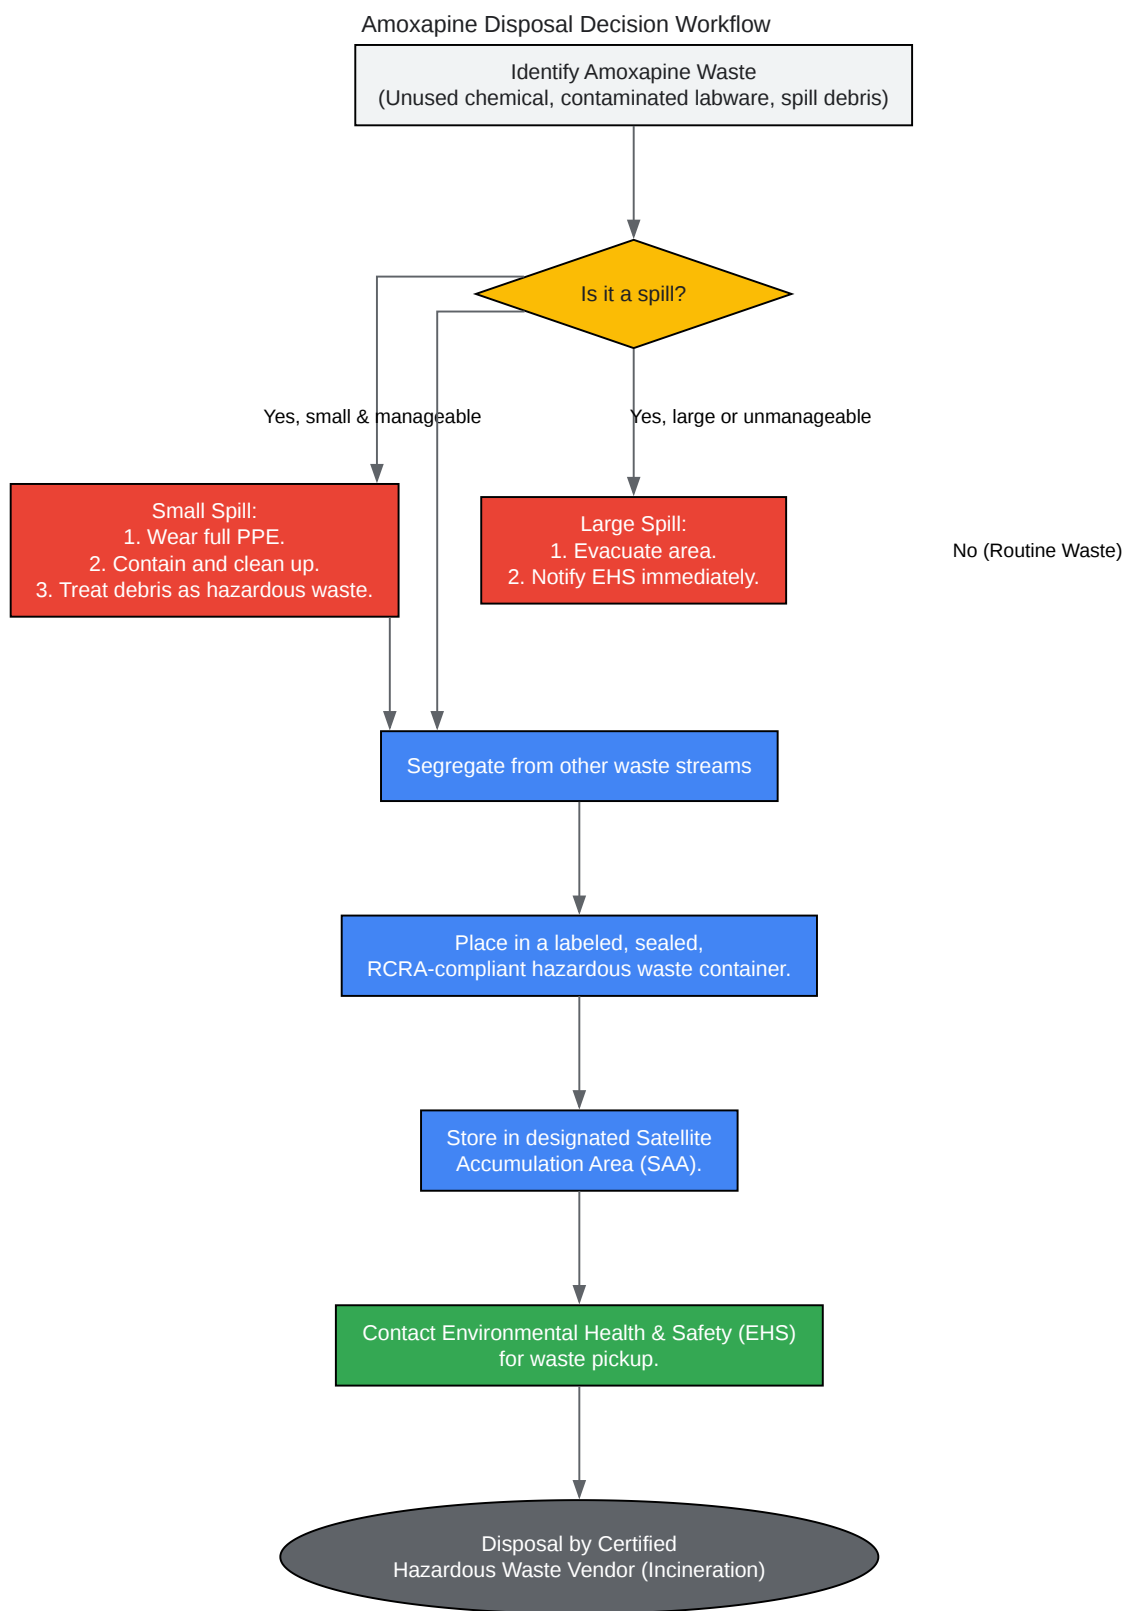 Amoxapine Disposal Decision Workflow
Identify Amoxapine Waste
(Unused chemical, contaminated labware, spill debris)
Is it a spill?
Yes, small & manageable
Yes, large or unmanageable
Small Spill:
1. Wear full PPE.
2. Contain and clean up.
3. Treat debris as hazardous waste.
Large Spill:
1. Evacuate area.
2. Notify EHS immediately.
No (Routine Waste)
Segregate from other waste streams
Place in a labeled, sealed,
RCRA-compliant hazardous waste container.
Store in designated Satellite
Accumulation Area (SAA).
Contact Environmental Health & Safety (EHS)
for waste pickup.
Disposal by Certified
Hazardous Waste Vendor (Incineration)